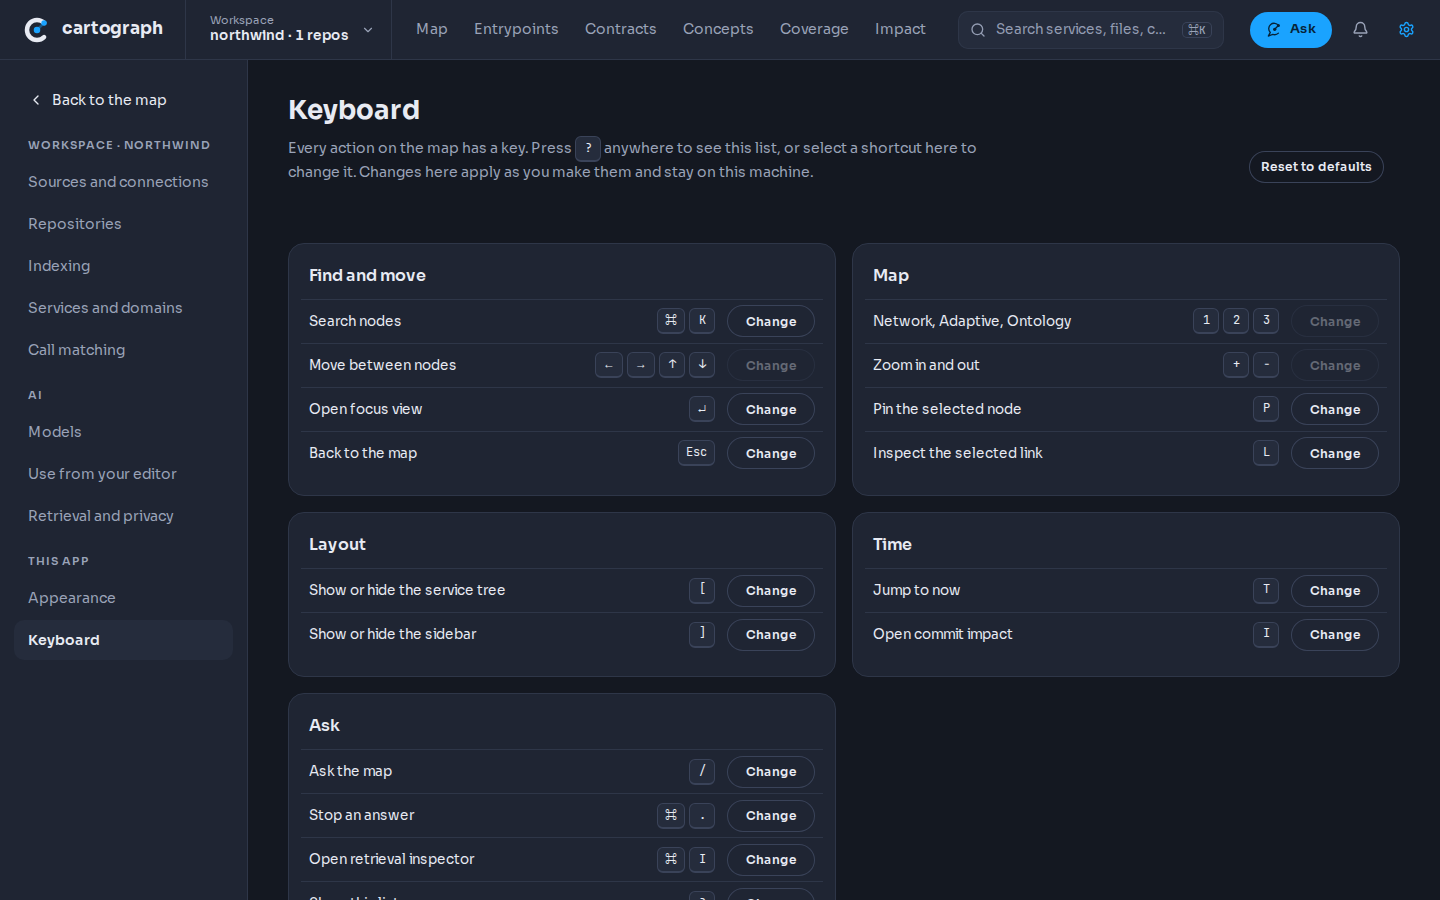 cartograph
Workspace
northwind · 1 repos
Map
Entrypoints
Contracts
Concepts
Coverage
Impact
Search services, files, c...
⌘K
Ask
Back to the map
WORKSPACE · NORTHWIND
Sources and connections
Repositories
Indexing
Services and domains
Call matching
AI
Models
Use from your editor
Retrieval and privacy
THIS APP
Appearance
Keyboard
Keyboard
Every action on the map has a key. Press ? anywhere to see this list, or select a shortcut here to
change it. Changes here apply as you make them and stay on this machine.
Reset to defaults
Find and move
Search nodes ⌘ K Change
Move between nodes ← → ↑ ↓ Change
Open focus view ↵ Change
Back to the map Esc Change
Map
Network, Adaptive, Ontology 1 2 3 Change
Zoom in and out + - Change
Pin the selected node P Change
Inspect the selected link L Change
Layout
Show or hide the service tree [ Change
Show or hide the sidebar ] Change
Time
Jump to now T Change
Open commit impact I Change
Ask
Ask the map / Change
Stop an answer ⌘ . Change
Open retrieval inspector ⌘ I Change